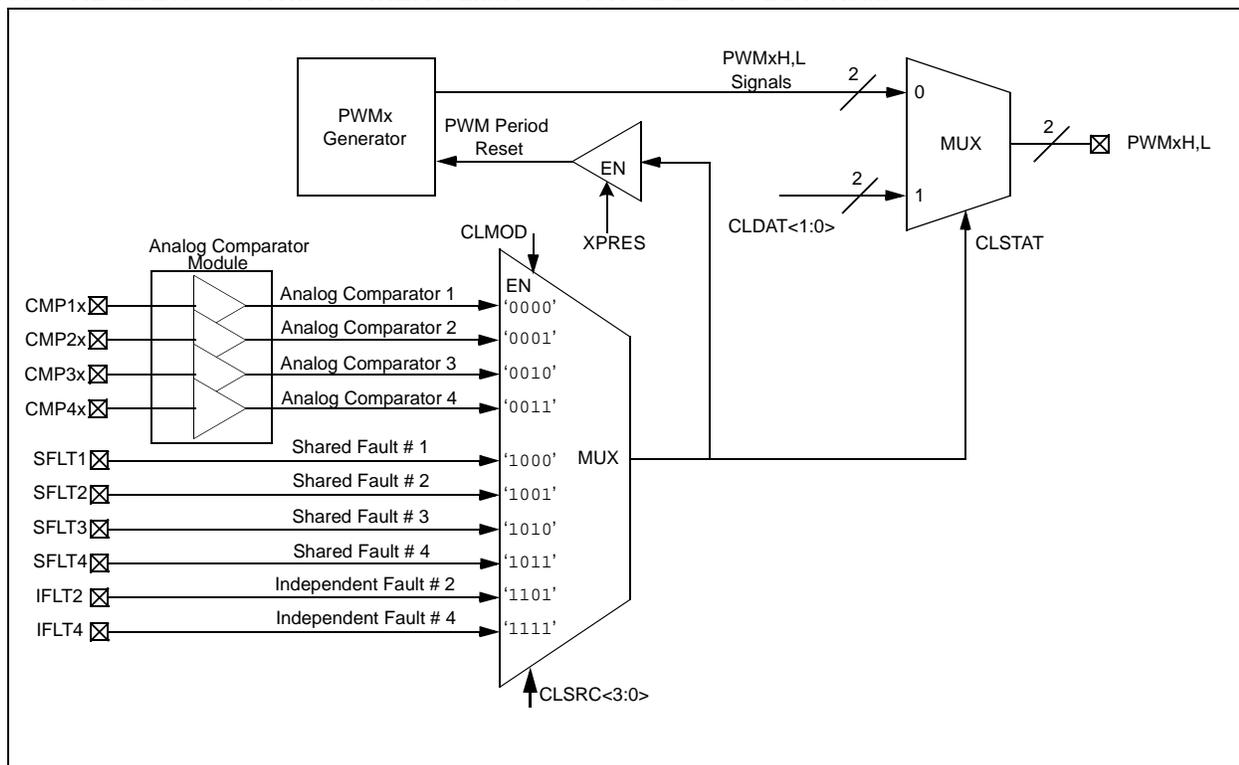 PWMxH,L
Signals
2
0
PWMx
Generator
PWM Period
Reset
EN
MUX
2
PWMxH,L
2
1
CLDAT<1:0>
XPRES
CLMOD
CLSTAT
Analog Comparator
Module
EN
CMP1x
Analog Comparator 1
‘0000’
CMP2x
Analog Comparator 2
‘0001’
CMP3x
Analog Comparator 3
‘0010’
CMP4x
Analog Comparator 4
‘0011’
SFLT1
Shared Fault # 1
‘1000’
MUX
SFLT2
Shared Fault # 2
‘1001’
SFLT3
Shared Fault # 3
‘1010’
SFLT4
Shared Fault # 4
‘1011’
IFLT2
Independent Fault # 2
‘1101’
IFLT4
Independent Fault # 4
‘1111’
CLSRC<3:0>